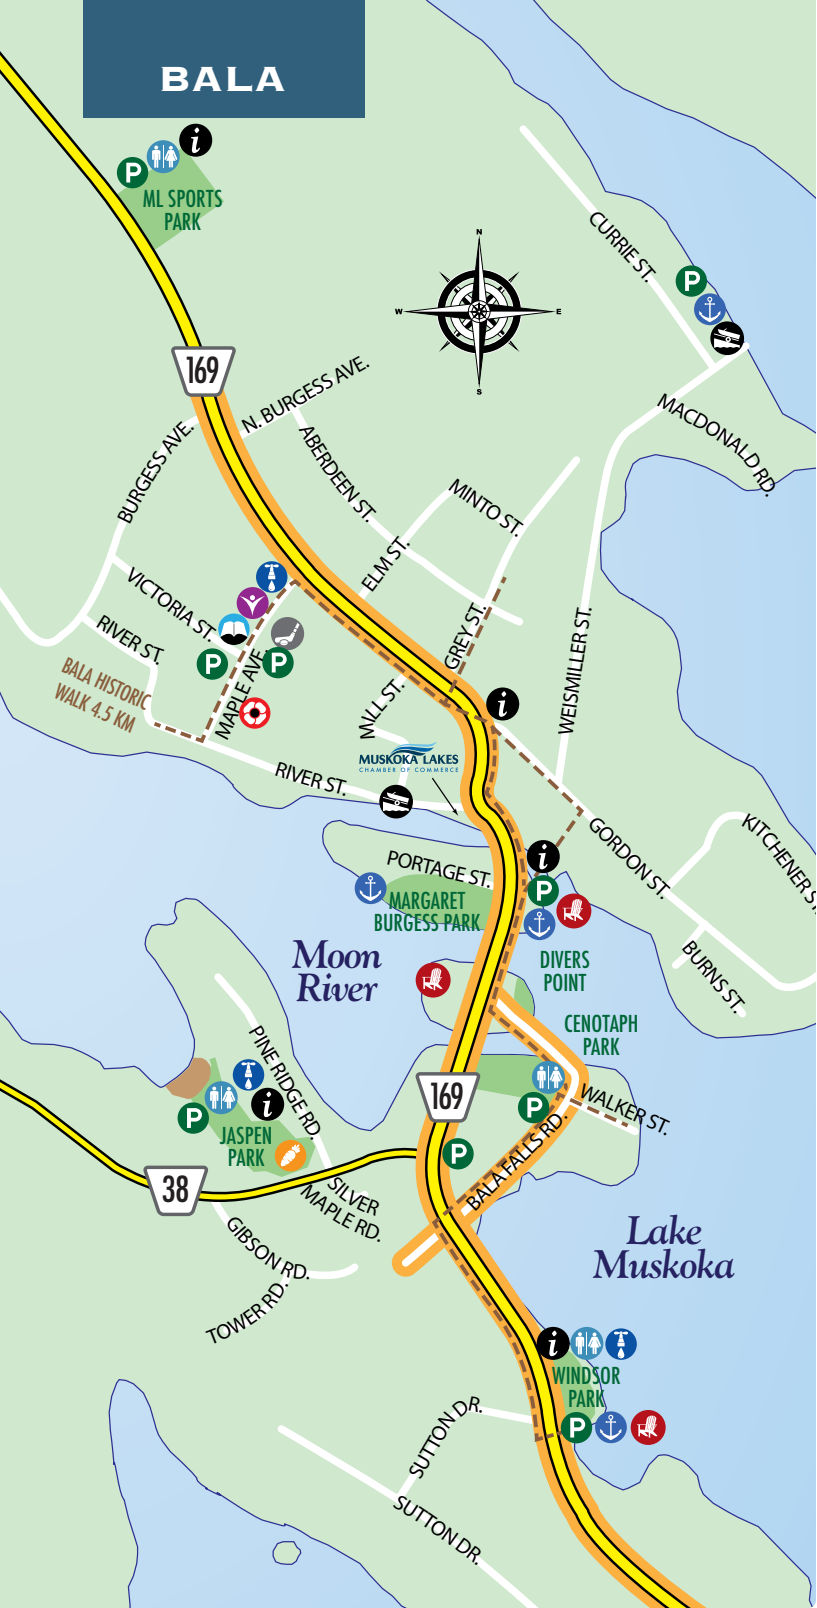 BALA
i
P
ML SPORTS
PARK
CURRIE ST.
P
N
W
E
S
169
N. BURGESS AVE.
MACDONALD RD.
BURGESS AVE.
ABERDEEN ST.
MINTO ST.
ELM ST.
VICTORIA ST.
RIVER ST.
GREY ST.
WEISMILLER ST.
P
P
BALA HISTORIC
WALK 4.5 KM
MAPLE AVE.
MILL ST.
i
MUSKOKA LAKES
CHAMBER OF COMMERCE
RIVER ST.
KITCHENER ST.
GORDON ST.
i
PORTAGE ST.
P
MARGARET
BURGESS PARK
Moon
River
DIVERS
POINT
BURNS ST.
CENOTAPH
PARK
PINE RIDGE RD.
169
i
P
P
WALKER ST.
JASPEN
PARK
P
BALA FALLS RD.
38
SILVER
MAPLE RD.
GIBSON RD.
TOWER RD.
Lake
Muskoka
i
WINDSOR
PARK
P
SUTTON DR.
SUTTON DR.